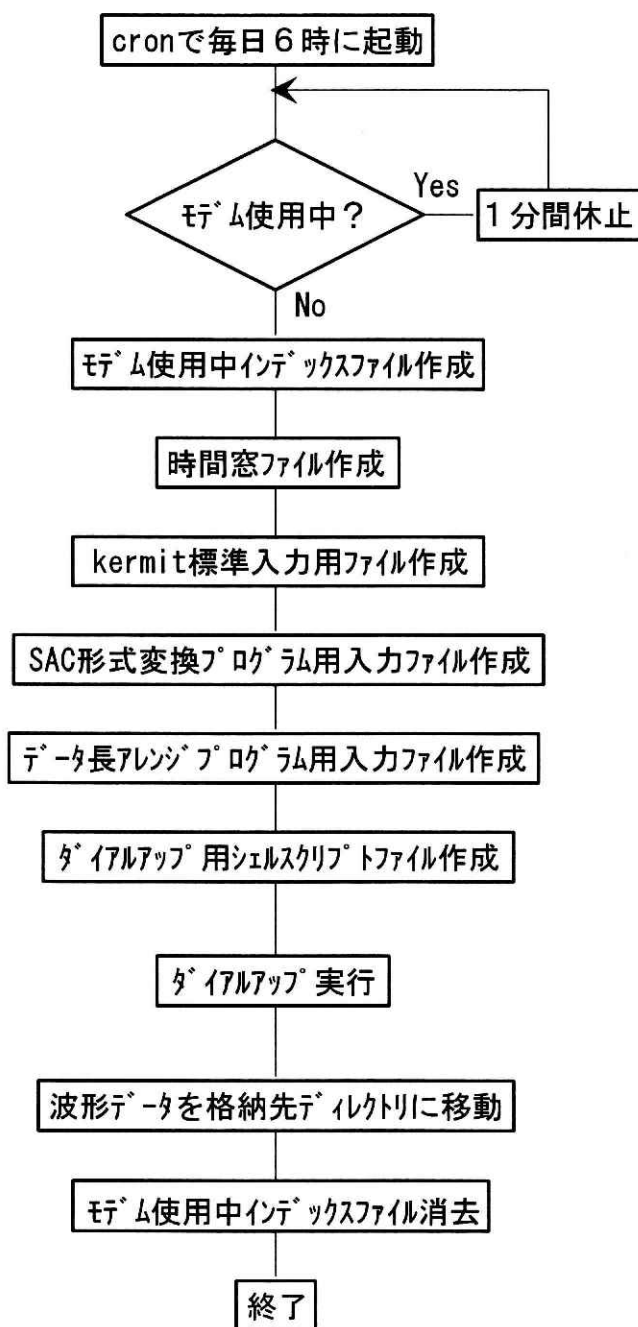 cronで毎日６時に起動
ﾓﾃﾞﾑ使用中？
Yes
１分間休止
No
ﾓﾃﾞﾑ使用中ｲﾝﾃﾞｯｸｽﾌｧｲﾙ作成
時間窓ﾌｧｲﾙ作成
kermit標準入力用ﾌｧｲﾙ作成
SAC形式変換ﾌﾟﾛｸﾞﾗﾑ用入力ﾌｧｲﾙ作成
ﾃﾞｰﾀ長ｱﾚﾝｼﾞﾌﾟﾛｸﾞﾗﾑ用入力ﾌｧｲﾙ作成
ﾀﾞｲｱﾙｱｯﾌﾟ用ｼｪﾙｽｸﾘﾌﾟﾄﾌｧｲﾙ作成
ﾀﾞｲｱﾙｱｯﾌﾟ実行
波形ﾃﾞｰﾀを格納先ﾃﾞｨﾚｸﾄﾘに移動
ﾓﾃﾞﾑ使用中ｲﾝﾃﾞｯｸｽﾌｧｲﾙ消去
終了